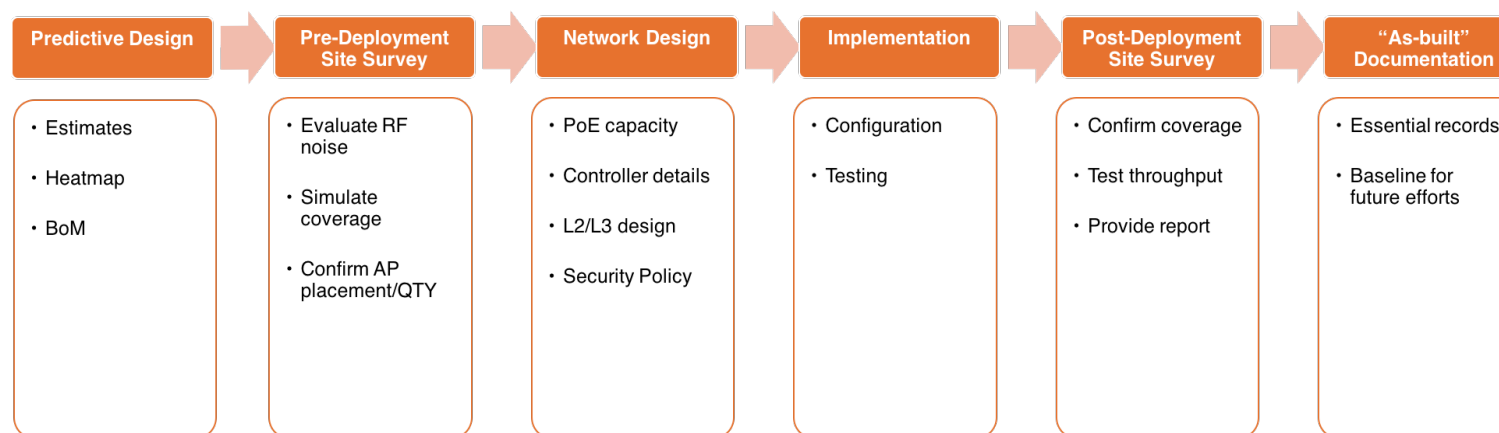 Predictive Design
Pre-Deployment
Site Survey
Network Design
Implementation
Post-Deployment
Site Survey
“As-built”
Documentation
• Estimates
• Heatmap
• BoM
• Evaluate RF
noise
• Simulate
coverage
• Confirm AP
placement/QTY
• PoE capacity
• Controller details
• L2/L3 design
• Security Policy
• Configuration
• Testing
• Confirm coverage
• Test throughput
• Provide report
• Essential records
• Baseline for
future efforts